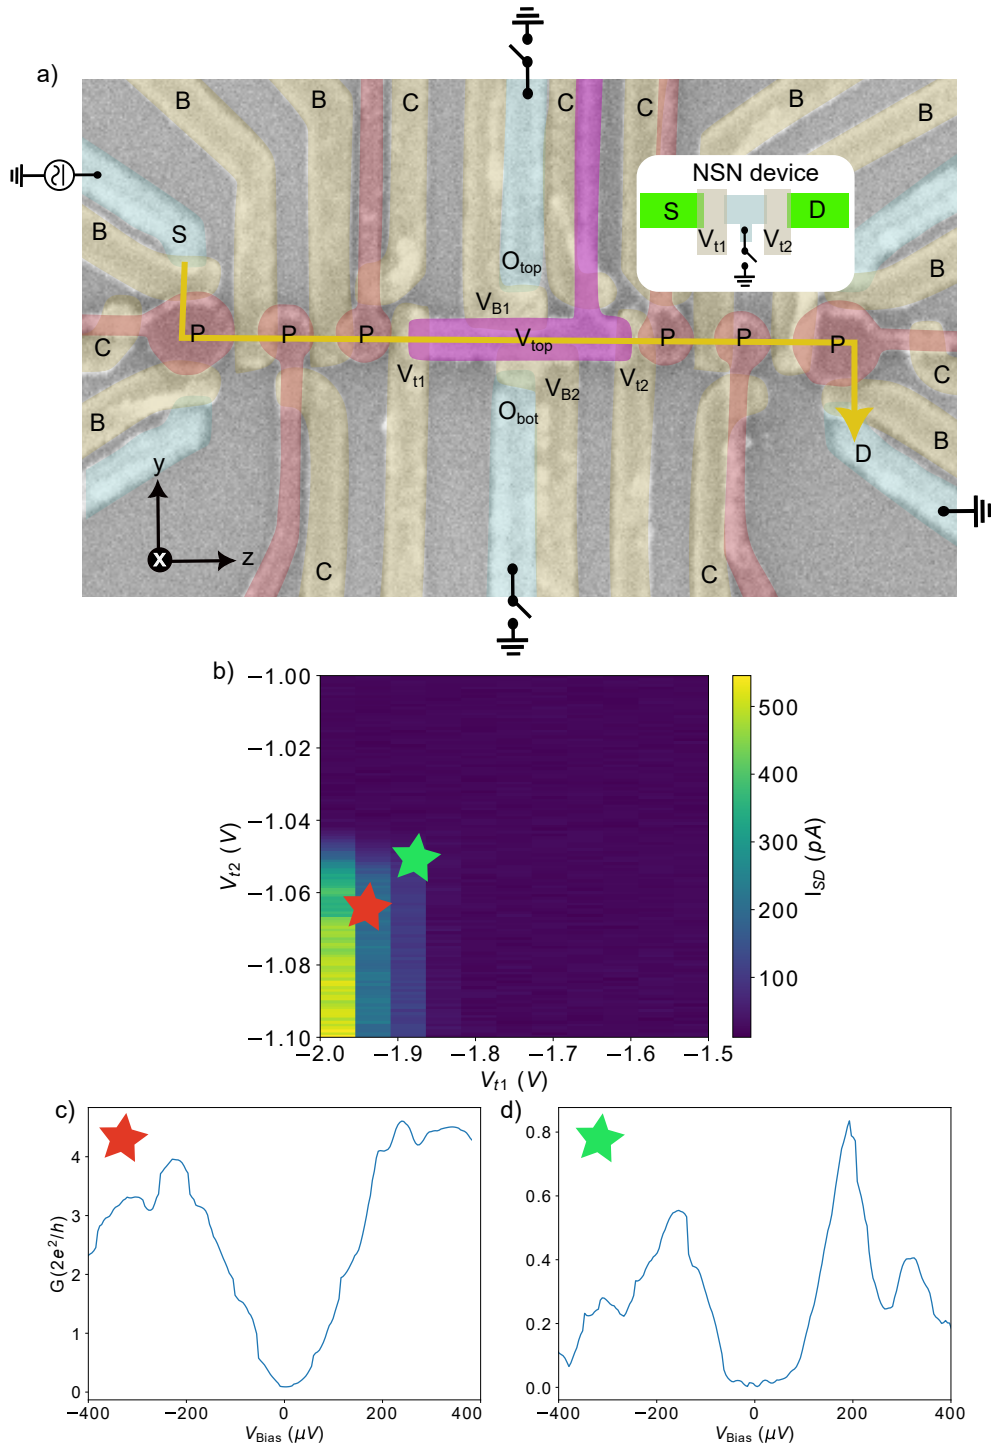 a)
B
B
C
C
C
B
B
NSN device
S
D
V_t1
V_t2
B
S
O_top
B
V_B1
P
P
P
V_top
P
P
P
C
V_t1
V_B2
V_t2
C
B
O_bot
B
D
y
x
z
C
C
b)
V_t2 (V)
−1.00
−1.02
−1.04
−1.06
−1.08
−1.10
−2.0
−1.9
−1.8
−1.7
−1.6
−1.5
V_t1 (V)
500
400
300
200
100
I_SD (pA)
c)
G(2e²/h)
4
3
2
1
0
−400
−200
0
200
400
V_Bias (μV)
d)
0.8
0.6
0.4
0.2
0.0
−400
−200
0
200
400
V_Bias (μV)